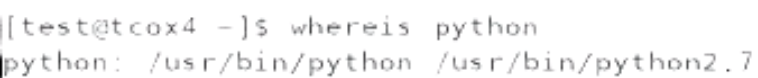 [test@tcox4 ~]$ whereis python
python: /usr/bin/python /usr/bin/python2.7